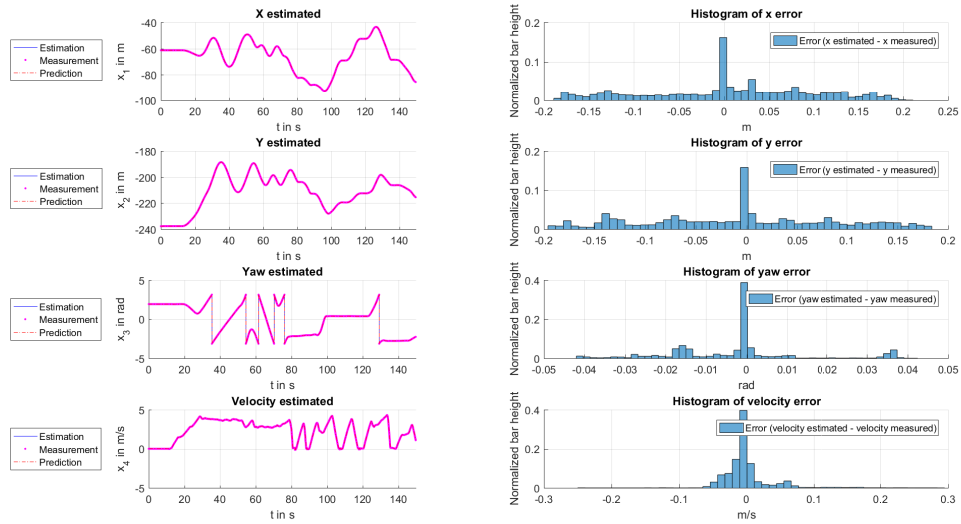 X estimated
Estimation
Measurement
Prediction
x1 in m
-40
-60
-80
-100
0 20 40 60 80 100 120 140
t in s
Histogram of x error
Normalized bar height
0.2
0.1
0
Error (x estimated - x measured)
-0.2 -0.15 -0.1 -0.05 0 0.05 0.1 0.15 0.2 0.25
m
Y estimated
Estimation
Measurement
Prediction
x2 in m
-180
-200
-220
-240
0 20 40 60 80 100 120 140
t in s
Histogram of y error
Normalized bar height
0.2
0.1
0
Error (y estimated - y measured)
-0.2 -0.15 -0.1 -0.05 0 0.05 0.1 0.15 0.2
m
Yaw estimated
Estimation
Measurement
Prediction
x3 in rad
5
0
-5
0 20 40 60 80 100 120 140
t in s
Histogram of yaw error
Normalized bar height
0.4
0.2
0
Error (yaw estimated - yaw measured)
-0.05 -0.04 -0.03 -0.02 -0.01 0 0.01 0.02 0.03 0.04 0.05
rad
Velocity estimated
Estimation
Measurement
Prediction
x4 in m/s
5
0
-5
0 20 40 60 80 100 120 140
t in s
Histogram of velocity error
Normalized bar height
0.4
0.2
0
Error (velocity estimated - velocity measured)
-0.3 -0.2 -0.1 0 0.1 0.2 0.3
m/s